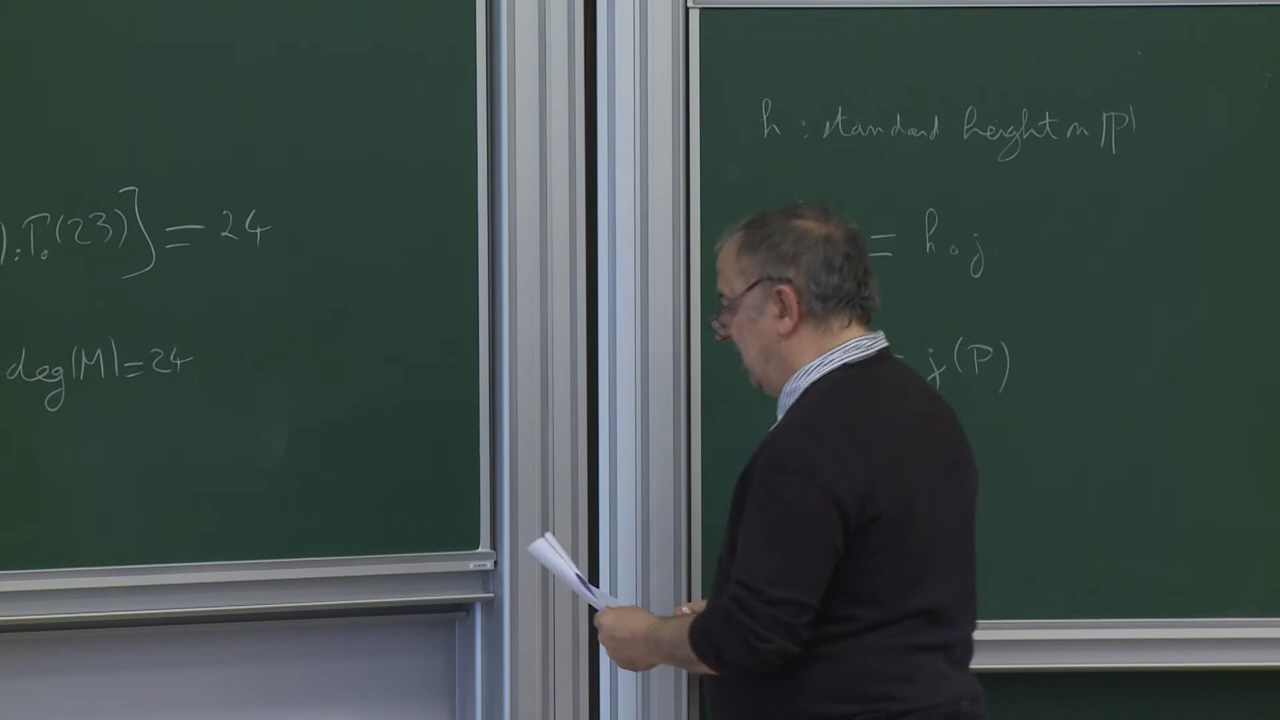 ):Γ₀(23)] = 24
deg(M)=24
h : standard height on ℙ¹
= h∘j
j(P)